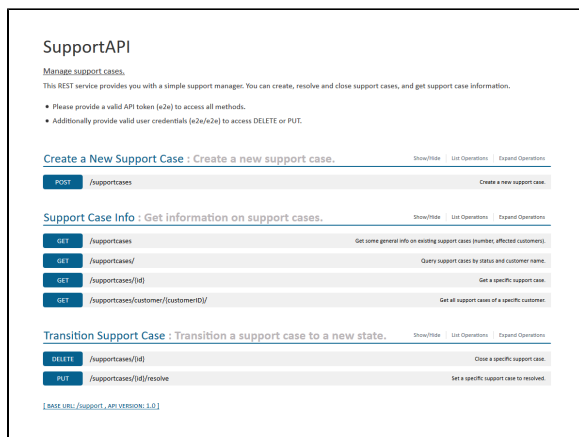 SupportAPI
Manage support cases.
This REST service provides you with a simple support manager. You can create, resolve and close support cases, and get support case information.
• Please provide a valid API token (e2e) to access all methods.
• Additionally provide valid user credentials (e2e/e2e) to access DELETE or PUT.
Create a New Support Case : Create a new support case. Show/Hide List Operations Expand Operations
POST /supportcases Create a new support case.
Support Case Info : Get information on support cases. Show/Hide List Operations Expand Operations
GET /supportcases Get some general info on existing support cases (number, affected customers).
GET /supportcases/ Query support cases by status and customer name.
GET /supportcases/{id} Get a specific support case.
GET /supportcases/customer/{customerID}/ Get all support cases of a specific customer.
Transition Support Case : Transition a support case to a new state. Show/Hide List Operations Expand Operations
DELETE /supportcases/{id} Close a specific support case.
PUT /supportcases/{id}/resolve Set a specific support case to resolved.
[ BASE URL: /support , API VERSION: 1.0 ]